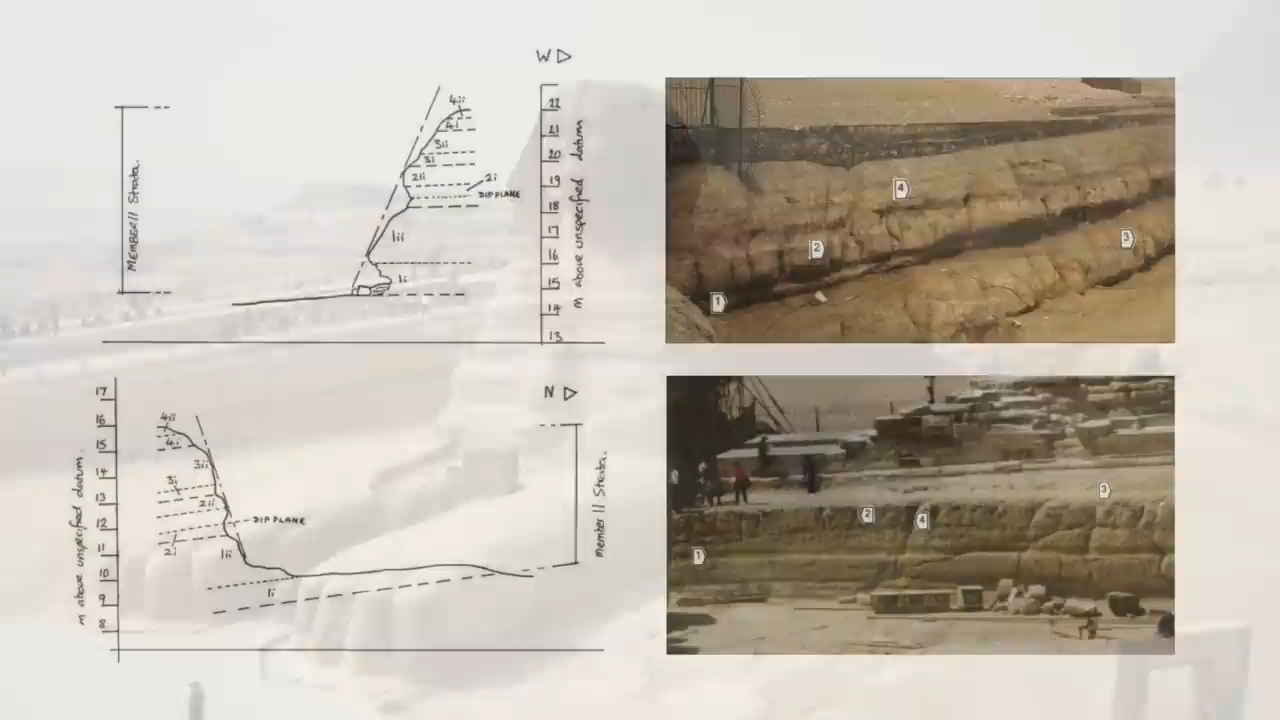 W
4ii
4i
3ii
3i
2ii
2i
DIP PLANE
1ii
1i
MEMBER II Strata.
22
21
20
19
18
17
16
15
14
13
m above unspecified datum
4
2
3
1
N
17
16
15
14
13
12
11
10
9
8
m above unspecified datum.
4ii
4i
3ii
3i
2ii
DIP PLANE
2i
1ii
1i
Member II Strata.
3
2
4
1